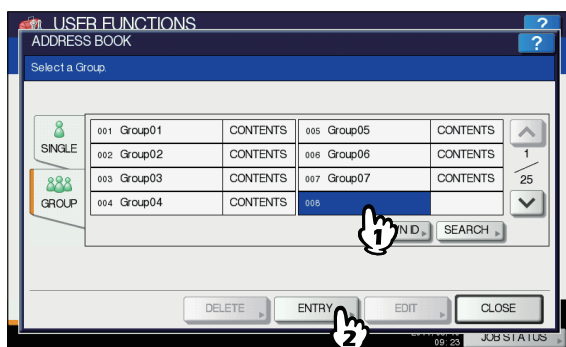 USER FUNCTIONS ?
ADDRESS BOOK ?
Select a Group.
SINGLE
GROUP
001 Group01 CONTENTS 005 Group05 CONTENTS
002 Group02 CONTENTS 006 Group06 CONTENTS
003 Group03 CONTENTS 007 Group07 CONTENTS
004 Group04 CONTENTS 008
1
25
1
SEARCH
DELETE ENTRY EDIT CLOSE
2
09:23 JOB STATUS